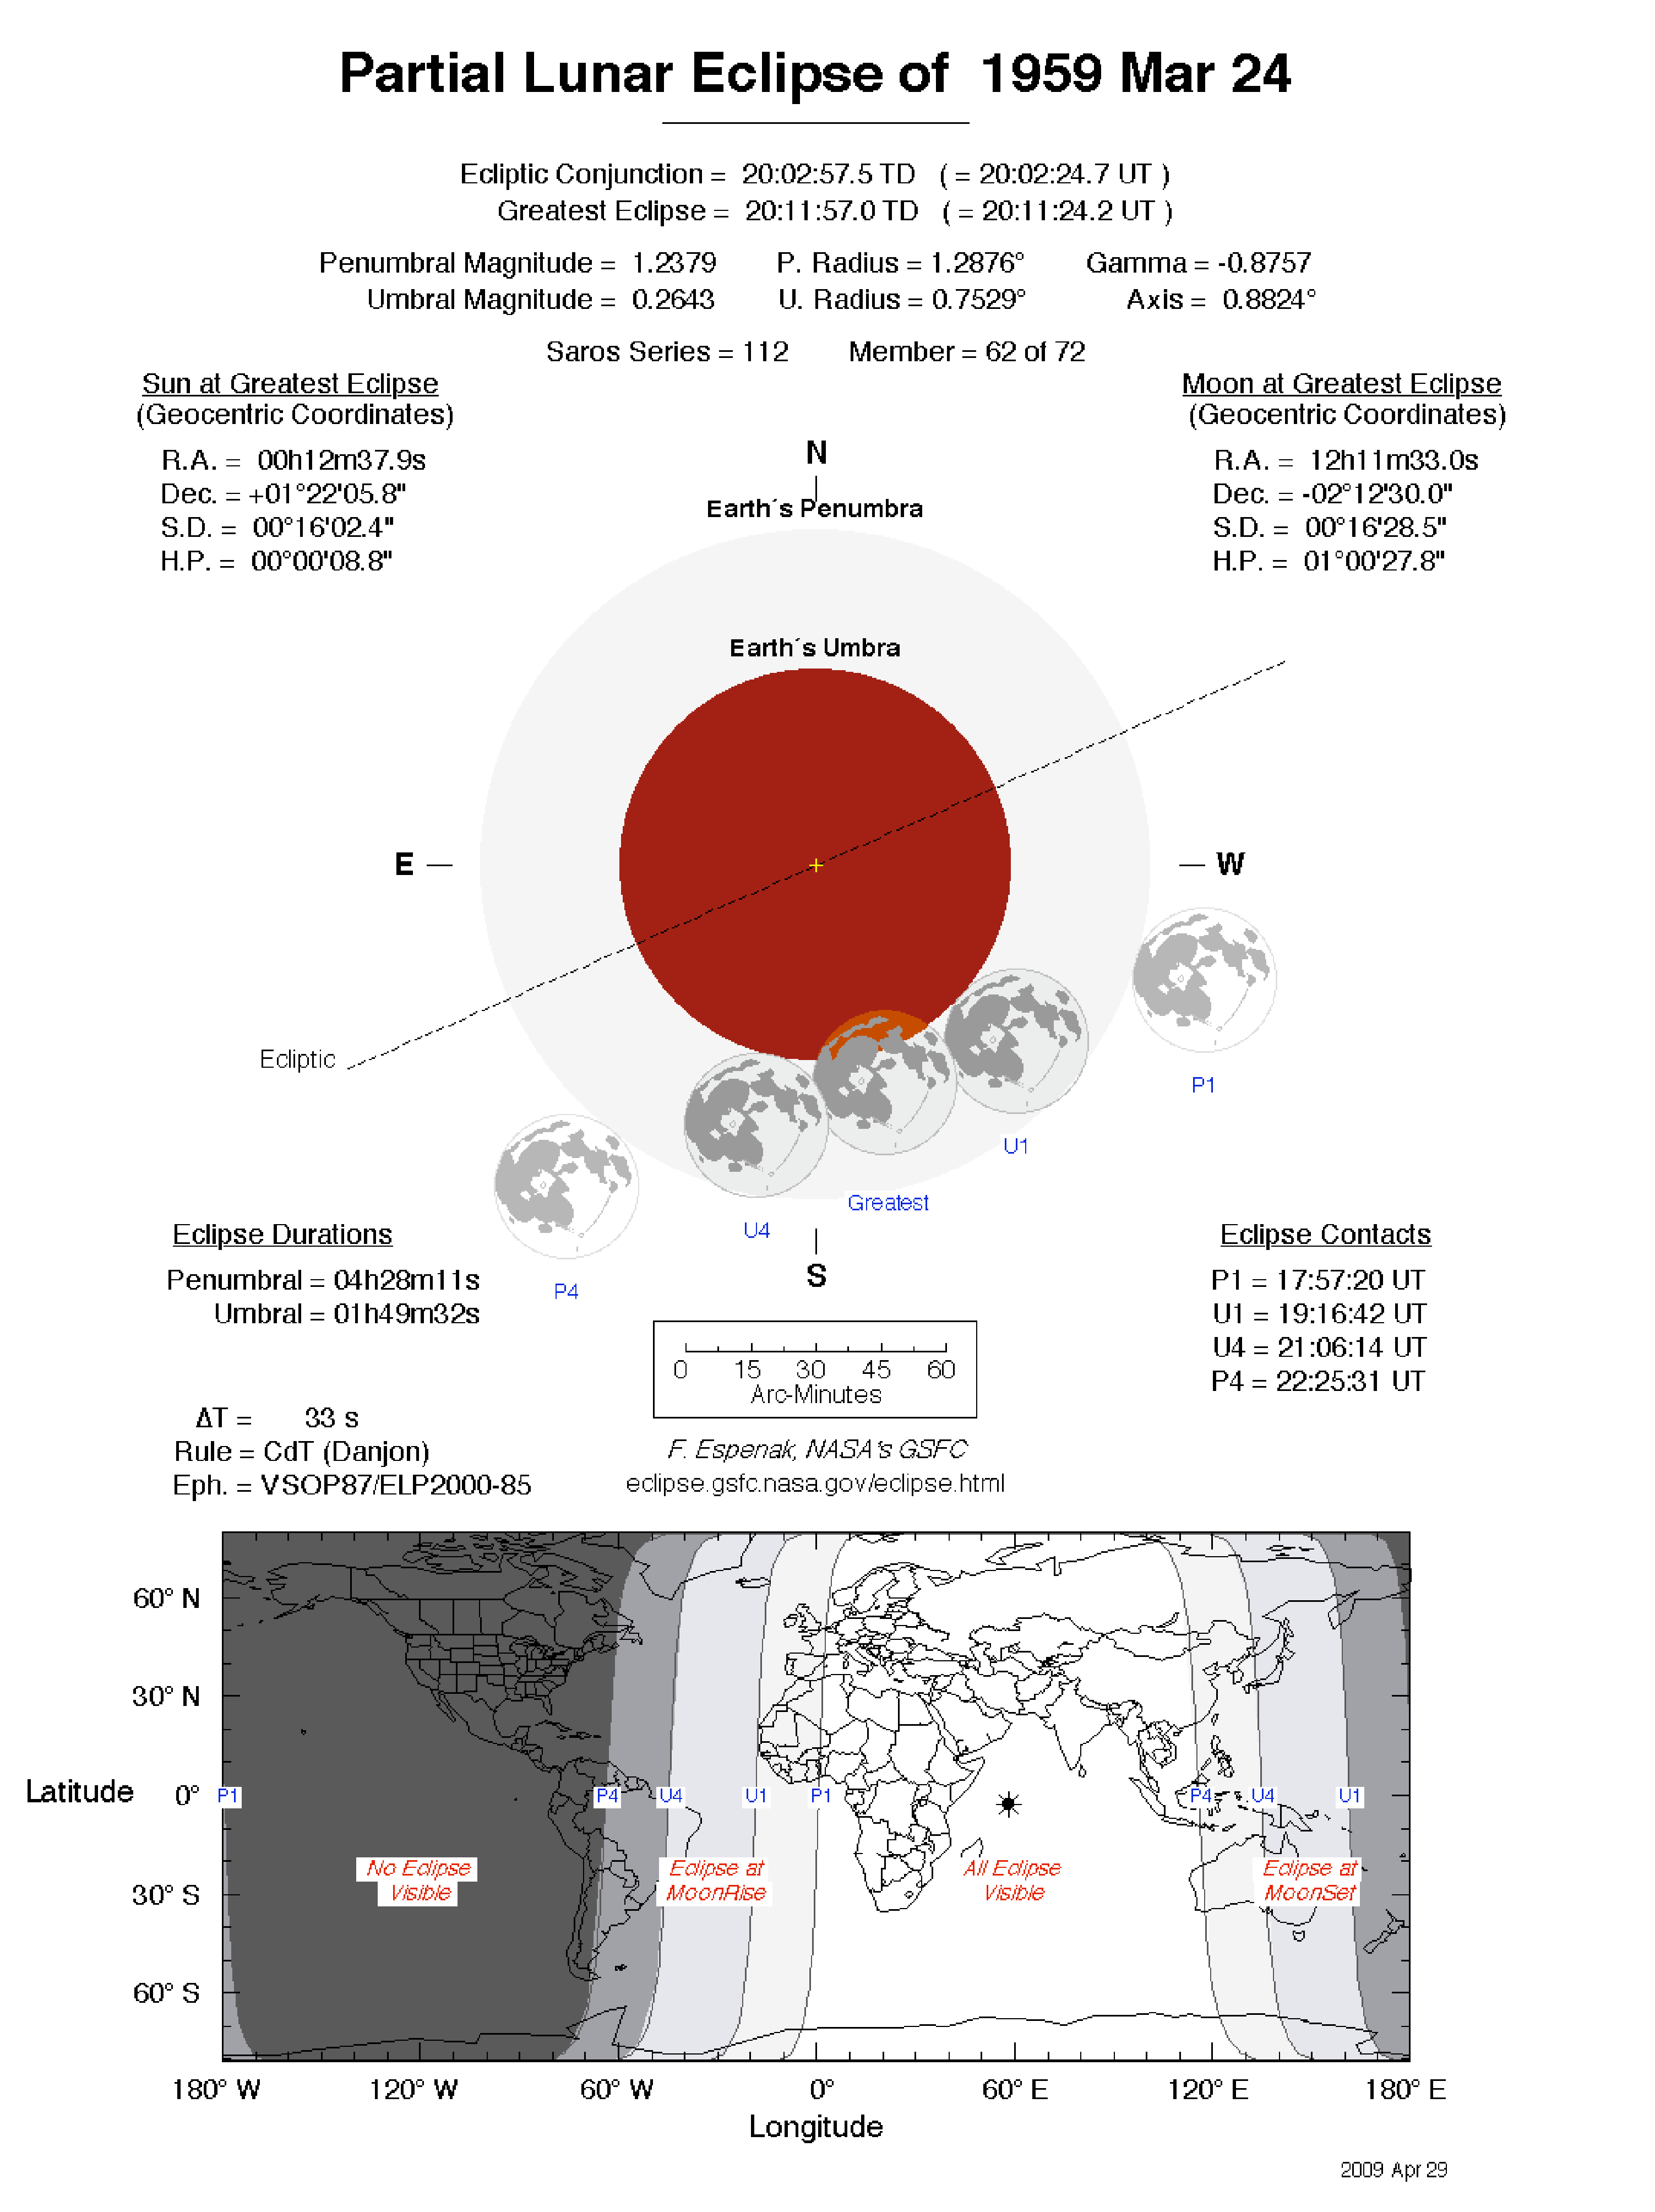 Partial Lunar Eclipse of 1959 Mar 24
Ecliptic Conjunction = 20:02:57.5 TD ( = 20:02:24.7 UT )
Greatest Eclipse = 20:11:57.0 TD ( = 20:11:24.2 UT )
Penumbral Magnitude = 1.2379 P. Radius = 1.2876° Gamma = -0.8757
Umbral Magnitude = 0.2643 U. Radius = 0.7529° Axis = 0.8824°
Saros Series = 112 Member = 62 of 72
Sun at Greatest Eclipse
(Geocentric Coordinates)
R.A. = 00h12m37.9s
Dec. = +01°22'05.8"
S.D. = 00°16'02.4"
H.P. = 00°00'08.8"
Moon at Greatest Eclipse
(Geocentric Coordinates)
R.A. = 12h11m33.0s
Dec. = -02°12'30.0"
S.D. = 00°16'28.5"
H.P. = 01°00'27.8"
N
Earth´s Penumbra
Earth´s Umbra
E
W
Ecliptic
P1
U1
Greatest
U4
P4
S
Eclipse Durations
Penumbral = 04h28m11s
Umbral = 01h49m32s
Eclipse Contacts
P1 = 17:57:20 UT
U1 = 19:16:42 UT
U4 = 21:06:14 UT
P4 = 22:25:31 UT
0 15 30 45 60
Arc-Minutes
ΔT = 33 s
Rule = CdT (Danjon)
Eph. = VSOP87/ELP2000-85
F. Espenak, NASA's GSFC
eclipse.gsfc.nasa.gov/eclipse.html
60° N
30° N
Latitude 0°
30° S
60° S
P1 P4 U4 U1 P1 P4 U4 U1
No Eclipse
Visible
Eclipse at
MoonRise
All Eclipse
Visible
Eclipse at
MoonSet
180° W 120° W 60° W 0° 60° E 120° E 180° E
Longitude
2009 Apr 29